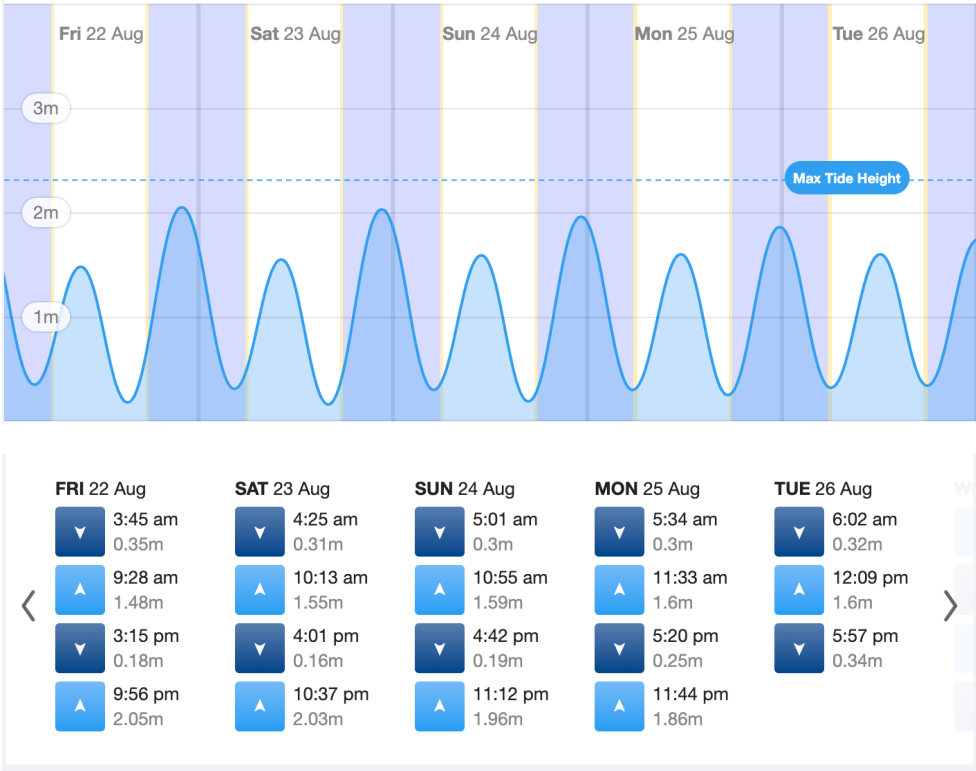 Fri 22 Aug
Sat 23 Aug
Sun 24 Aug
Mon 25 Aug
Tue 26 Aug
3m
Max Tide Height
2m
1m
FRI 22 Aug
3:45 am
0.35m
9:28 am
1.48m
3:15 pm
0.18m
9:56 pm
2.05m
SAT 23 Aug
4:25 am
0.31m
10:13 am
1.55m
4:01 pm
0.16m
10:37 pm
2.03m
SUN 24 Aug
5:01 am
0.3m
10:55 am
1.59m
4:42 pm
0.19m
11:12 pm
1.96m
MON 25 Aug
5:34 am
0.3m
11:33 am
1.6m
5:20 pm
0.25m
11:44 pm
1.86m
TUE 26 Aug
6:02 am
0.32m
12:09 pm
1.6m
5:57 pm
0.34m